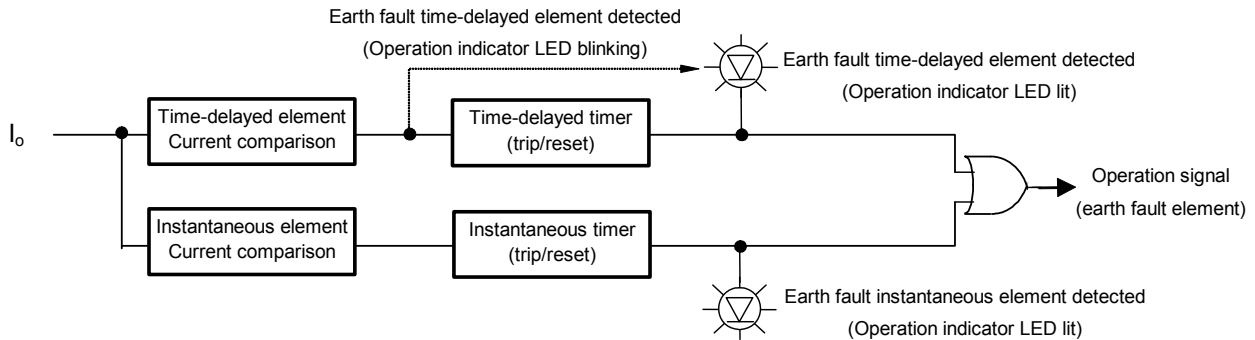 Earth fault time-delayed element detected
(Operation indicator LED blinking)
Earth fault time-delayed element detected
(Operation indicator LED lit)
Io
Time-delayed element
Current comparison
Time-delayed timer
(trip/reset)
Operation signal
(earth fault element)
Instantaneous element
Current comparison
Instantaneous timer
(trip/reset)
Earth fault instantaneous element detected
(Operation indicator LED lit)